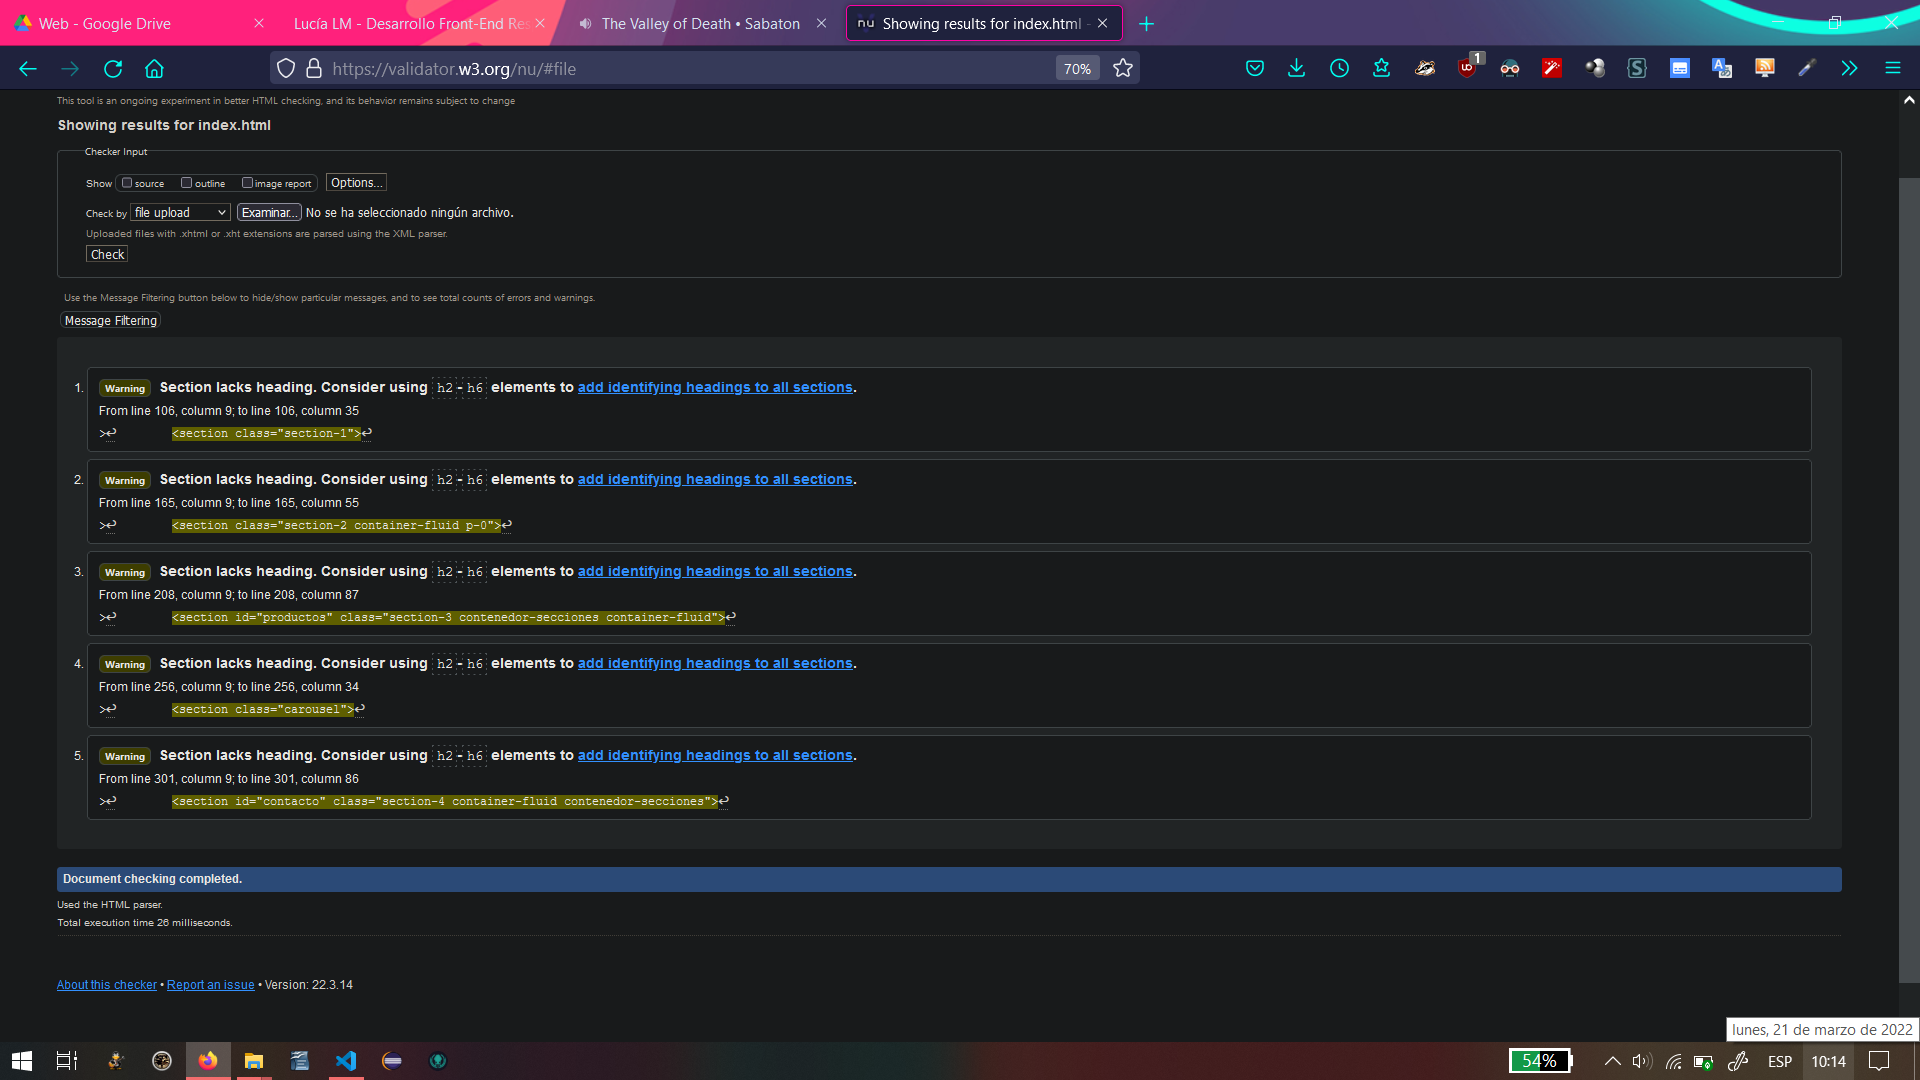 Web - Google Drive
Lucía LM - Desarrollo Front-End Res
The Valley of Death • Sabaton
Showing results for index.html -
https://validator.w3.org/nu/#file
70%
1
This tool is an ongoing experiment in better HTML checking, and its behavior remains subject to change
Showing results for index.html
Checker Input
Show source outline image report Options...
Check by file upload Examinar... No se ha seleccionado ningún archivo.
Uploaded files with .xhtml or .xht extensions are parsed using the XML parser.
Check
Use the Message Filtering button below to hide/show particular messages, and to see total counts of errors and warnings.
Message Filtering
1. Warning Section lacks heading. Consider using h2-h6 elements to add identifying headings to all sections.
From line 106, column 9; to line 106, column 35
>↩ <section class="section-1">↩
2. Warning Section lacks heading. Consider using h2-h6 elements to add identifying headings to all sections.
From line 165, column 9; to line 165, column 55
>↩ <section class="section-2 container-fluid p-0">↩
3. Warning Section lacks heading. Consider using h2-h6 elements to add identifying headings to all sections.
From line 208, column 9; to line 208, column 87
>↩ <section id="productos" class="section-3 contenedor-secciones container-fluid">↩
4. Warning Section lacks heading. Consider using h2-h6 elements to add identifying headings to all sections.
From line 256, column 9; to line 256, column 34
>↩ <section class="carousel">↩
5. Warning Section lacks heading. Consider using h2-h6 elements to add identifying headings to all sections.
From line 301, column 9; to line 301, column 86
>↩ <section id="contacto" class="section-4 container-fluid contenedor-secciones">↩
Document checking completed.
Used the HTML parser.
Total execution time 26 milliseconds.
About this checker • Report an issue • Version: 22.3.14
lunes, 21 de marzo de 2022
54%
ESP
10:14